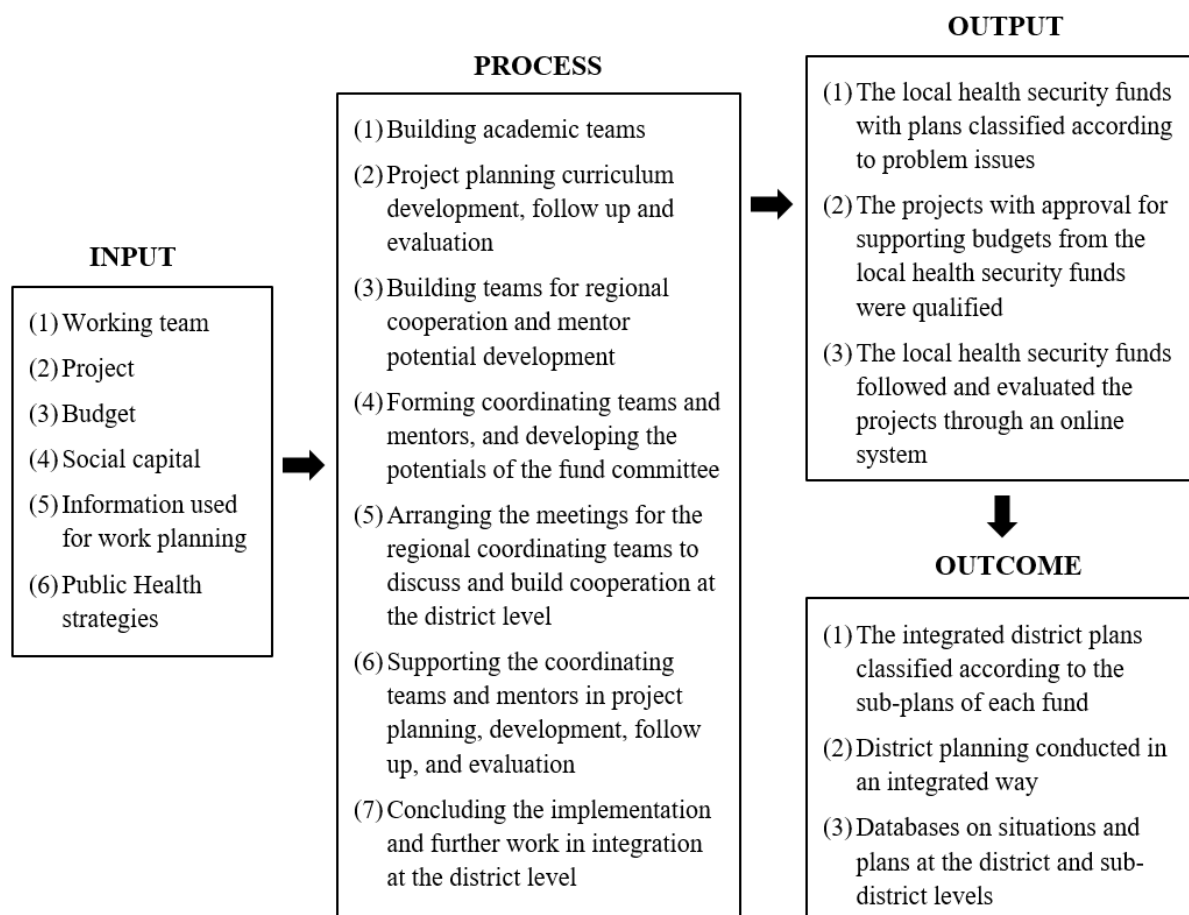 INPUT
(1) Working team
(2) Project
(3) Budget
(4) Social capital
(5) Information used
for work planning
(6) Public Health
strategies
PROCESS
(1) Building academic teams
(2) Project planning curriculum
development, follow up and
evaluation
(3) Building teams for regional
cooperation and mentor
potential development
(4) Forming coordinating teams and
mentors, and developing the
potentials of the fund committee
(5) Arranging the meetings for the
regional coordinating teams to
discuss and build cooperation at
the district level
(6) Supporting the coordinating
teams and mentors in project
planning, development, follow
up, and evaluation
(7) Concluding the implementation
and further work in integration
at the district level
OUTPUT
(1) The local health security funds
with plans classified according
to problem issues
(2) The projects with approval for
supporting budgets from the
local health security funds
were qualified
(3) The local health security funds
followed and evaluated the
projects through an online
system
OUTCOME
(1) The integrated district plans
classified according to the
sub-plans of each fund
(2) District planning conducted in
an integrated way
(3) Databases on situations and
plans at the district and sub-
district levels